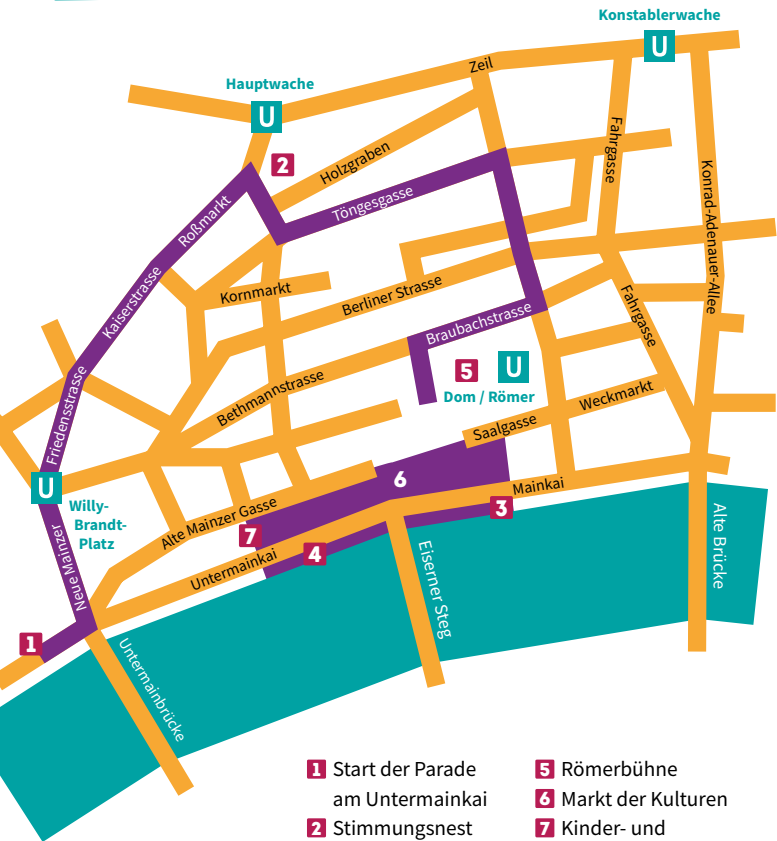 Konstablerwache
U
Zeil
Hauptwache
U
2
Holzgraben
Fahrgasse
Töngesgasse
Konrad-Adenauer-Allee
Roßmarkt
Kaiserstrasse
Kornmarkt
Berliner Strasse
Fahrgasse
Braubachstrasse
5
U
Dom / Römer
Friedensstrasse
Bethmannstrasse
Weckmarkt
Saalgasse
U
Willy-
Brandt-
Platz
6
Mainkai
3
Alte Mainzer Gasse
7
4
Untermainkai
Neue Mainzer
Eiserner Steg
Alte Brücke
1
Untermainbrücke
1 Start der Parade
am Untermainkai
2 Stimmungsnest
5 Römerbühne
6 Markt der Kulturen
7 Kinder- und